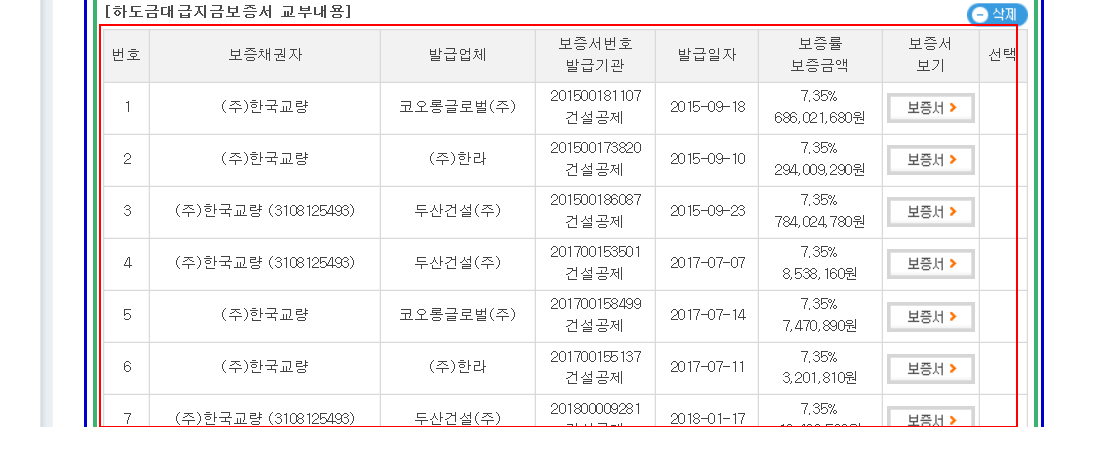 [하도금대급지금보증서 교부내용]
삭제
번호 보증채권자 발급업체 보증서번호 발급기관 발급일자 보증률 보증금액 보증서 보기 선택
1 (주)한국교량 코오롱글로벌(주) 201500181107 건설공제 2015-09-18 7.35% 686,021,680원 보증서
2 (주)한국교량 (주)한라 201500173820 건설공제 2015-09-10 7.35% 294,009,290원 보증서
3 (주)한국교량 (3108125493) 두산건설(주) 201500186087 건설공제 2015-09-23 7.35% 784,024,780원 보증서
4 (주)한국교량 (3108125493) 두산건설(주) 201700153501 건설공제 2017-07-07 7.35% 8,538,160원 보증서
5 (주)한국교량 코오롱글로벌(주) 201700158499 건설공제 2017-07-14 7.35% 7,470,890원 보증서
6 (주)한국교량 (주)한라 201700155137 건설공제 2017-07-11 7.35% 3,201,810원 보증서
7 (주)한국교량 (3108125493) 두산건설(주) 201800009281 2018-01-17 7.35% 보증서